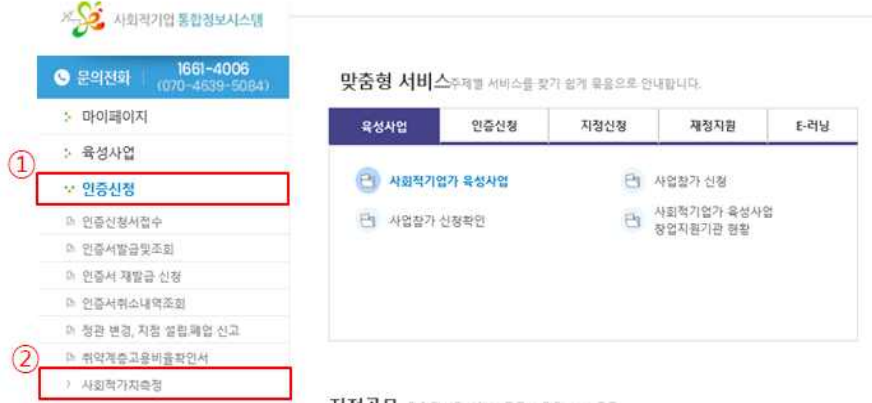 사회적기업 통합정보시스템
문의전화
1661-4006
(070-4639-5084)
마이페이지
육성사업
①
인증신청
인증신청서접수
인증서발급및조회
인증서 재발급 신청
인증서취소내역조회
정관 변경, 지점 설립,폐업 신고
②
취약계층고용비율확인서
사회적가치측정
맞춤형 서비스 주제별 서비스를 찾기 쉽게 묶음으로 안내합니다.
육성사업
인증신청
지정신청
재정지원
E-러닝
사회적기업가 육성사업
사업참가 신청
사업참가 신청확인
사회적기업가 육성사업
창업지원기관 현황